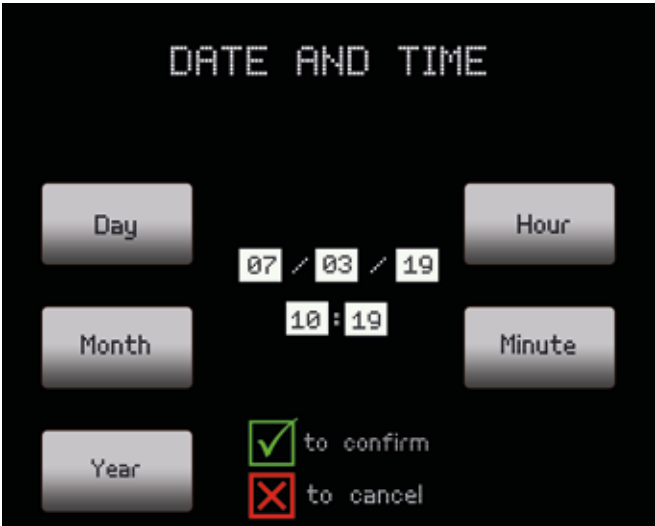 DATE AND TIME
Day
Hour
07 / 03 / 19
10 : 19
Month
Minute
Year
to confirm
to cancel